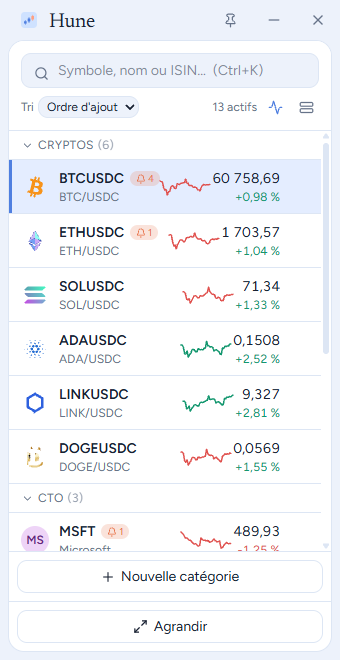 Hune
Symbole, nom ou ISIN... (Ctrl+K)
Tri Ordre d'ajout 13 actifs
CRYPTOS (6)
BTCUSDC 4 60 758,69
BTC/USDC +0,98 %
ETHUSDC 1 1 703,57
ETH/USDC +1,04 %
SOLUSDC 71,34
SOL/USDC +1,33 %
ADAUSDC 0,1508
ADA/USDC +2,52 %
LINKUSDC 9,327
LINK/USDC +2,81 %
DOGEUSDC 0,0569
DOGE/USDC +1,55 %
CTO (3)
MS MSFT 1 489,93
Microsoft -1,25 %
Nouvelle catégorie
Agrandir